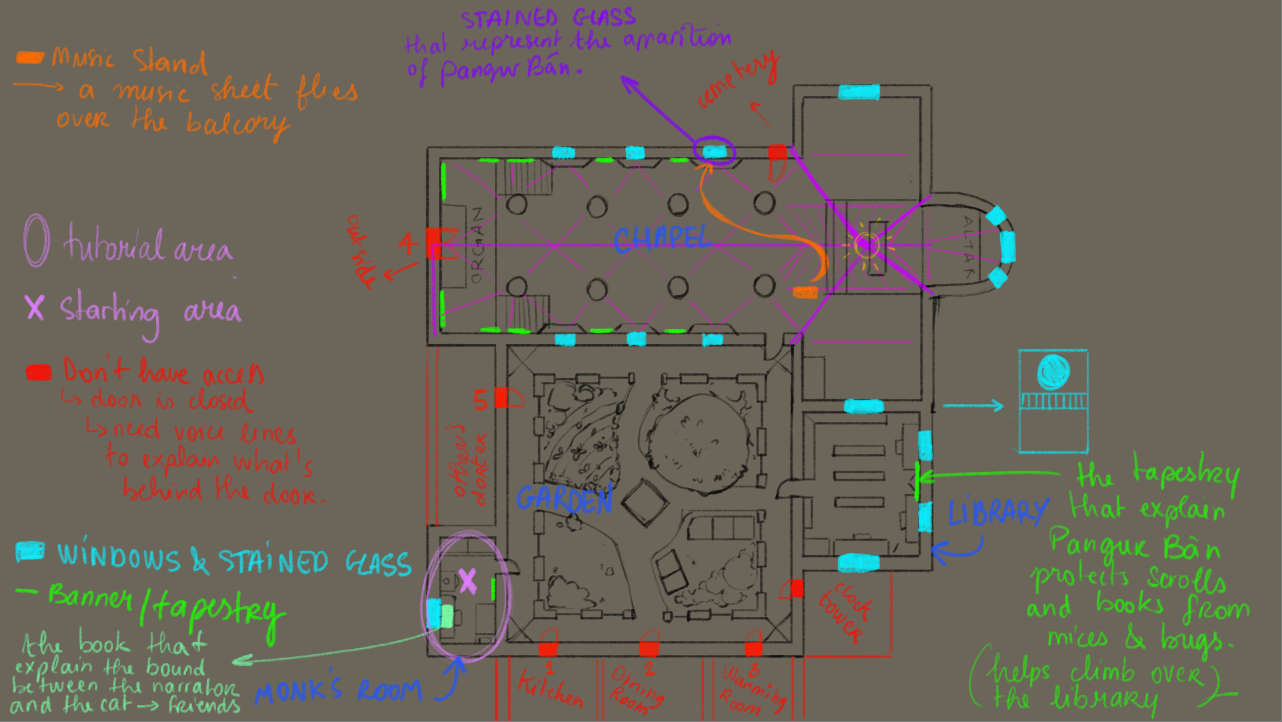 STAINED GLASS
that represent the apparition
of Pangur Bán.
Music Stand
→ a music sheet flies
over the balcony
cemetery
tutorial area
X starting area
Don't have acces
↳ door is closed
↳ need voice lines
to explain what's
behind the door.
WINDOWS & STAINED GLASS
– Banner/tapestry
the book that
explain the bound
between the narrator
and the cat → friends
MONK'S ROOM
4
outside
ORGAN
CHAPEL
ALTAR
5
others
dorter
GARDEN
LIBRARY
the tapestry
that explain
Pangur Bán
protects scrolls
and books from
mices & bugs.
(helps climb over
the library)
clock
tower
1
Kitchen
2
Dining
Room
3
Warming
Room